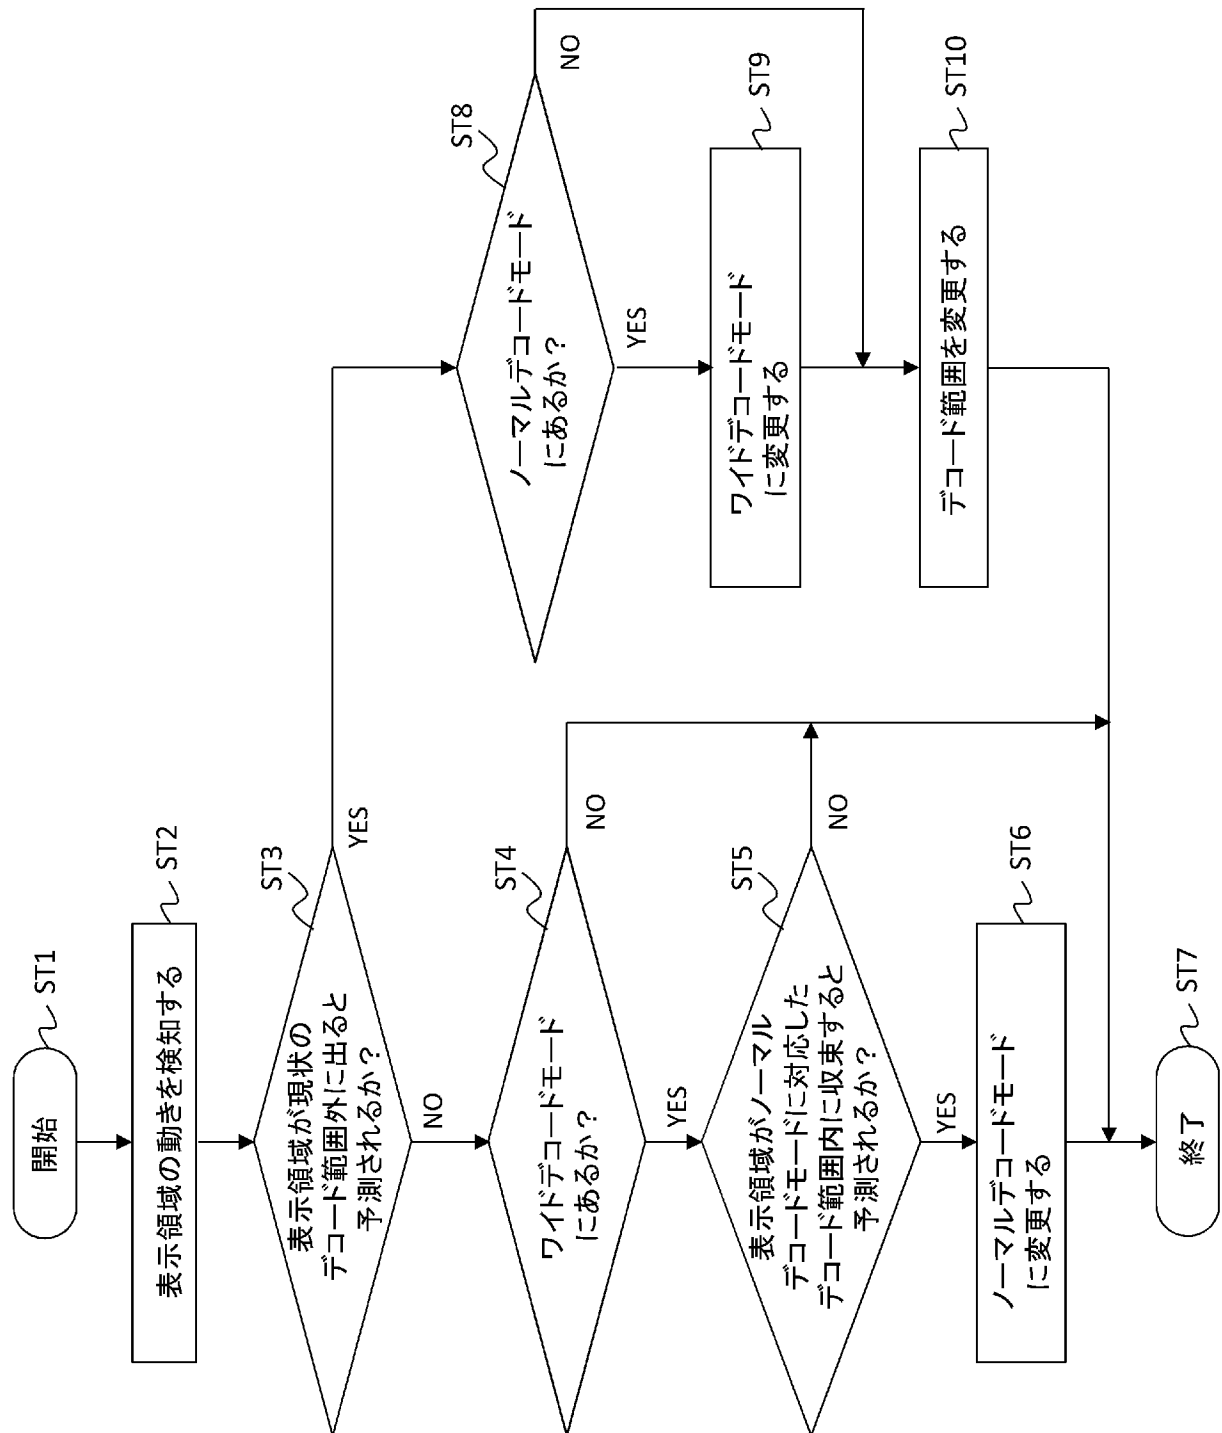 開始
ST1
表示領域の動きを検知する
ST2
表示領域が現状の
デコード範囲外に出ると
予測されるか？
ST3
YES
NO
ワイドデコードモード
にあるか？
ST4
NO
YES
表示領域がノーマル
デコードモードに対応した
デコード範囲内に収束すると
予測されるか？
ST5
NO
YES
ノーマルデコードモード
に変更する
ST6
終了
ST7
ノーマルデコードモード
にあるか？
ST8
NO
YES
ワイドデコードモード
に変更する
ST9
デコード範囲を変更する
ST10